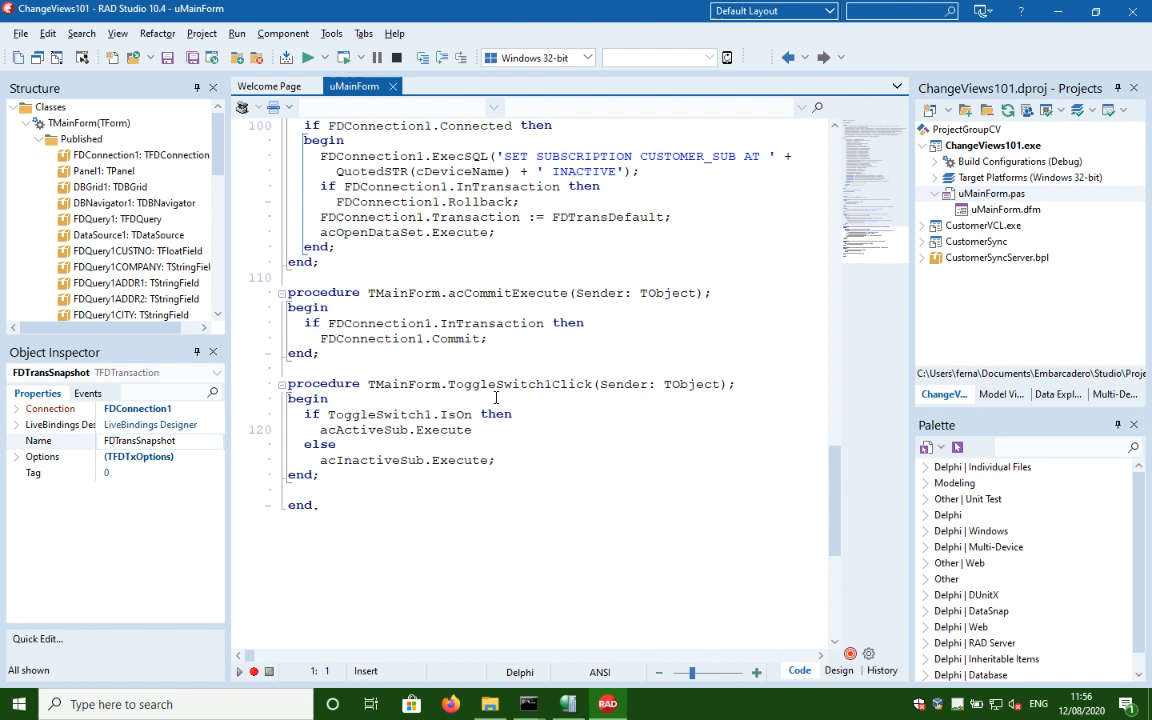 ChangeViews101 - RAD Studio 10.4 - uMainForm
Default Layout
File Edit Search View Refactor Project Run Component Tools Tabs Help
Windows 32-bit
Structure
Classes
TMainForm(TForm)
Published
FDConnection1: TFDConnection
Panel1: TPanel
DBGrid1: TDBGrid
DBNavigator1: TDBNavigator
FDQuery1: TFDQuery
DataSource1: TDataSource
FDQuery1CUSTNO: TFloatField
FDQuery1COMPANY: TStringFiel
FDQuery1ADDR1: TStringField
FDQuery1ADDR2: TStringField
FDQuery1CITY: TStringField
Object Inspector
FDTransSnapshot TFDTransaction
Properties Events
Connection FDConnection1
LiveBindings Des LiveBindings Designer
Name FDTransSnapshot
Options (TFDTxOptions)
Tag 0
Quick Edit...
All shown
Welcome Page uMainForm
100 if FDConnection1.Connected then
begin
FDConnection1.ExecSQL('SET SUBSCRIPTION CUSTOMER_SUB AT ' +
QuotedSTR(cDeviceName) + ' INACTIVE');
if FDConnection1.InTransaction then
FDConnection1.Rollback;
FDConnection1.Transaction := FDTransDefault;
acOpenDataSet.Execute;
end;
end;
110
procedure TMainForm.acCommitExecute(Sender: TObject);
begin
if FDConnection1.InTransaction then
FDConnection1.Commit;
end;
procedure TMainForm.ToggleSwitch1Click(Sender: TObject);
begin
if ToggleSwitch1.IsOn then
120 acActiveSub.Execute
else
acInactiveSub.Execute;
end;
end.
1: 1 Insert Delphi ANSI Code Design History
ChangeViews101.dproj - Projects
ProjectGroupCV
ChangeViews101.exe
Build Configurations (Debug)
Target Platforms (Windows 32-bit)
uMainForm.pas
uMainForm.dfm
CustomerVCL.exe
CustomerSync
CustomerSyncServer.bpl
C:\Users\ferna\Documents\Embarcadero\Studio\Proje
ChangeV... Model Vi... Data Expl... Multi-De...
Palette
Delphi | Individual Files
Modeling
Other | Unit Test
Delphi
Delphi | Windows
Delphi | Multi-Device
Other | Web
Other
Delphi | DUnitX
Delphi | DataSnap
Delphi | Web
Delphi | RAD Server
Delphi | Inheritable Items
Delphi | Database
Type here to search
RAD
ENG
11:56
12/08/2020
1